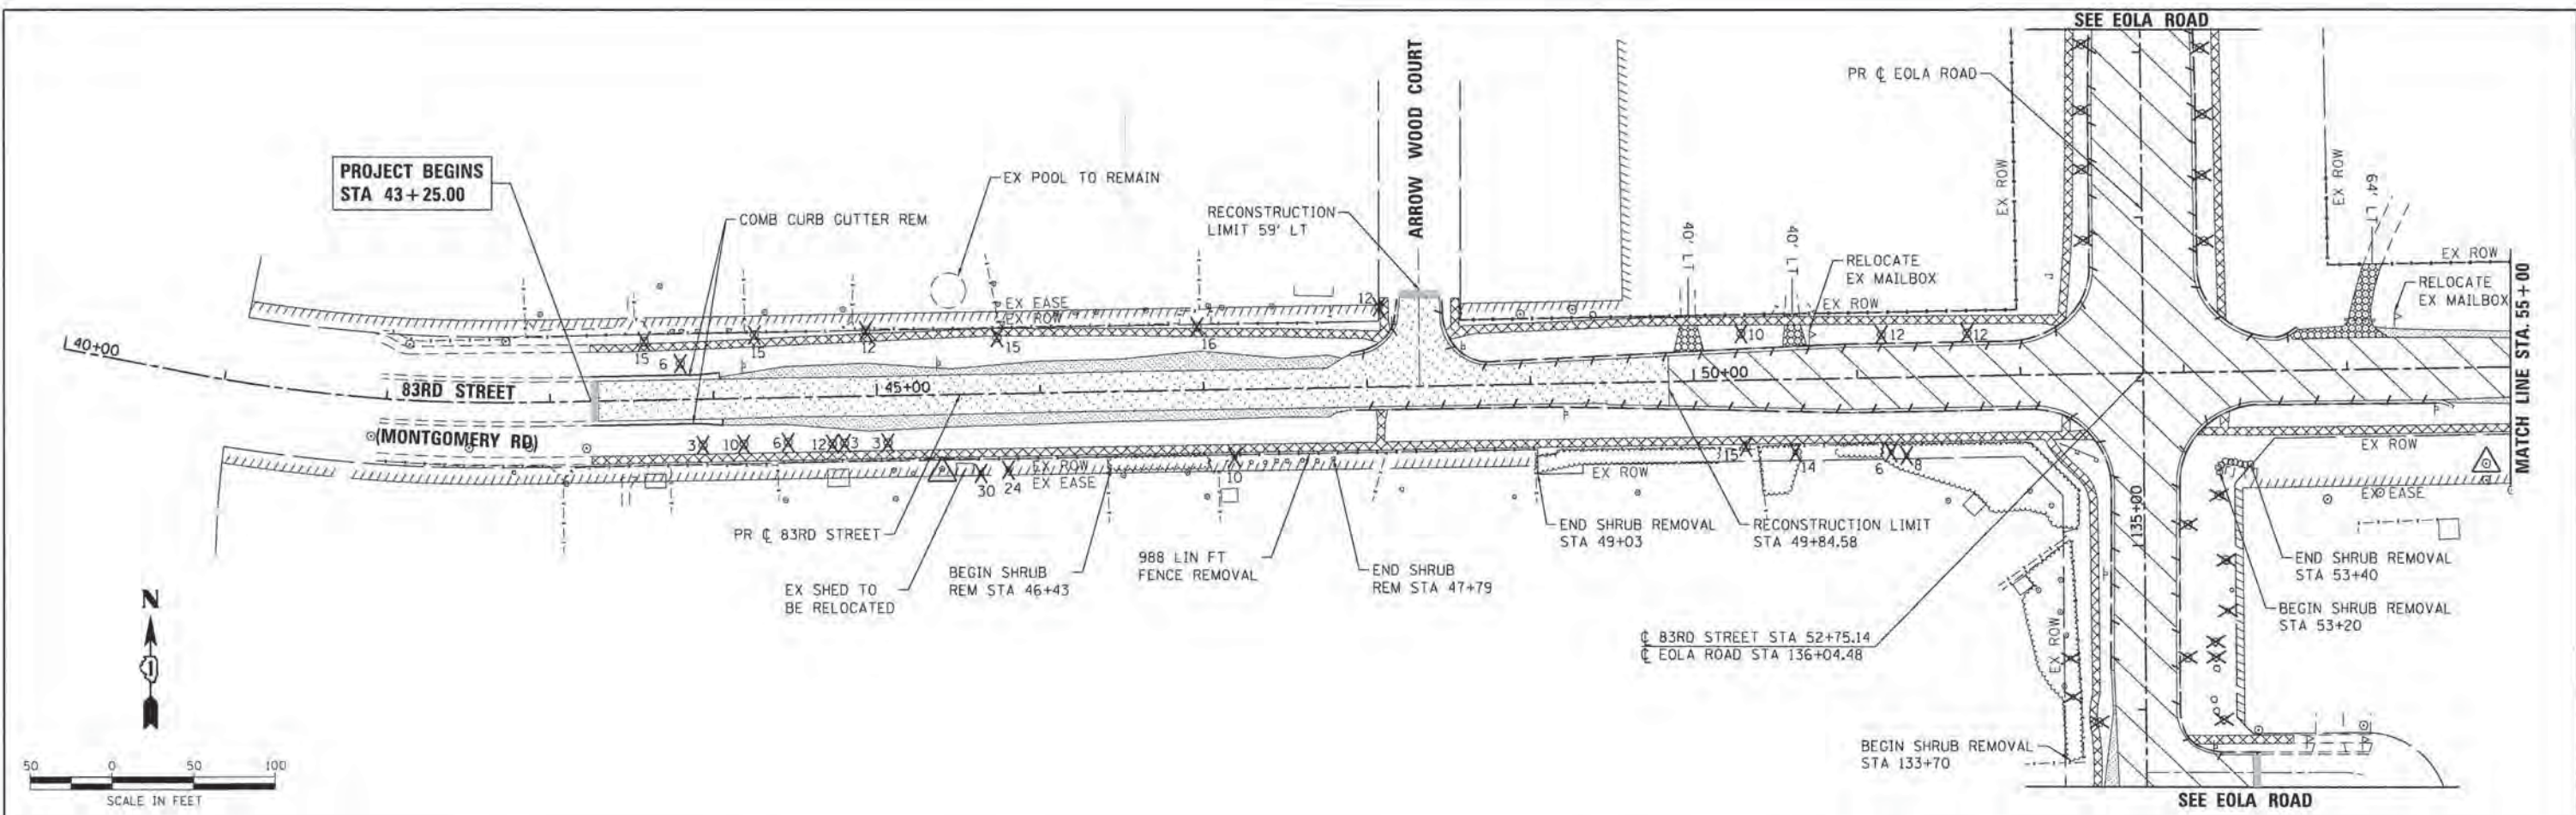 SEE EOLA ROAD
PR ℄ EOLA ROAD
ARROW WOOD COURT
PROJECT BEGINS
STA 43+25.00
EX POOL TO REMAIN
COMB CURB GUTTER REM
RECONSTRUCTION
LIMIT 59' LT
40' LT
40' LT
RELOCATE
EX MAILBOX
EX ROW
EX ROW
EX ROW
64' LT
EX ROW
RELOCATE
EX MAILBOX
EX EASE
EX ROW
12
15
15
12
15
16
6
10
12
12
40+00
83RD STREET
45+00
50+00
MATCH LINE STA. 55+00
(MONTGOMERY RD)
3
10
6
12
3
3
30
24
EX ROW
EX EASE
10
15
14
6
8
EX ROW
EX ROW
EX EASE
PR ℄ 83RD STREET
EX SHED TO
BE RELOCATED
BEGIN SHRUB
REM STA 46+43
988 LIN FT
FENCE REMOVAL
END SHRUB
REM STA 47+79
END SHRUB REMOVAL
STA 49+03
RECONSTRUCTION LIMIT
STA 49+84.58
135+00
END SHRUB REMOVAL
STA 53+40
BEGIN SHRUB REMOVAL
STA 53+20
℄ 83RD STREET STA 52+75.14
℄ EOLA ROAD STA 136+04.48
EX ROW
BEGIN SHRUB REMOVAL
STA 133+70
N
50 0 50 100
SCALE IN FEET
SEE EOLA ROAD